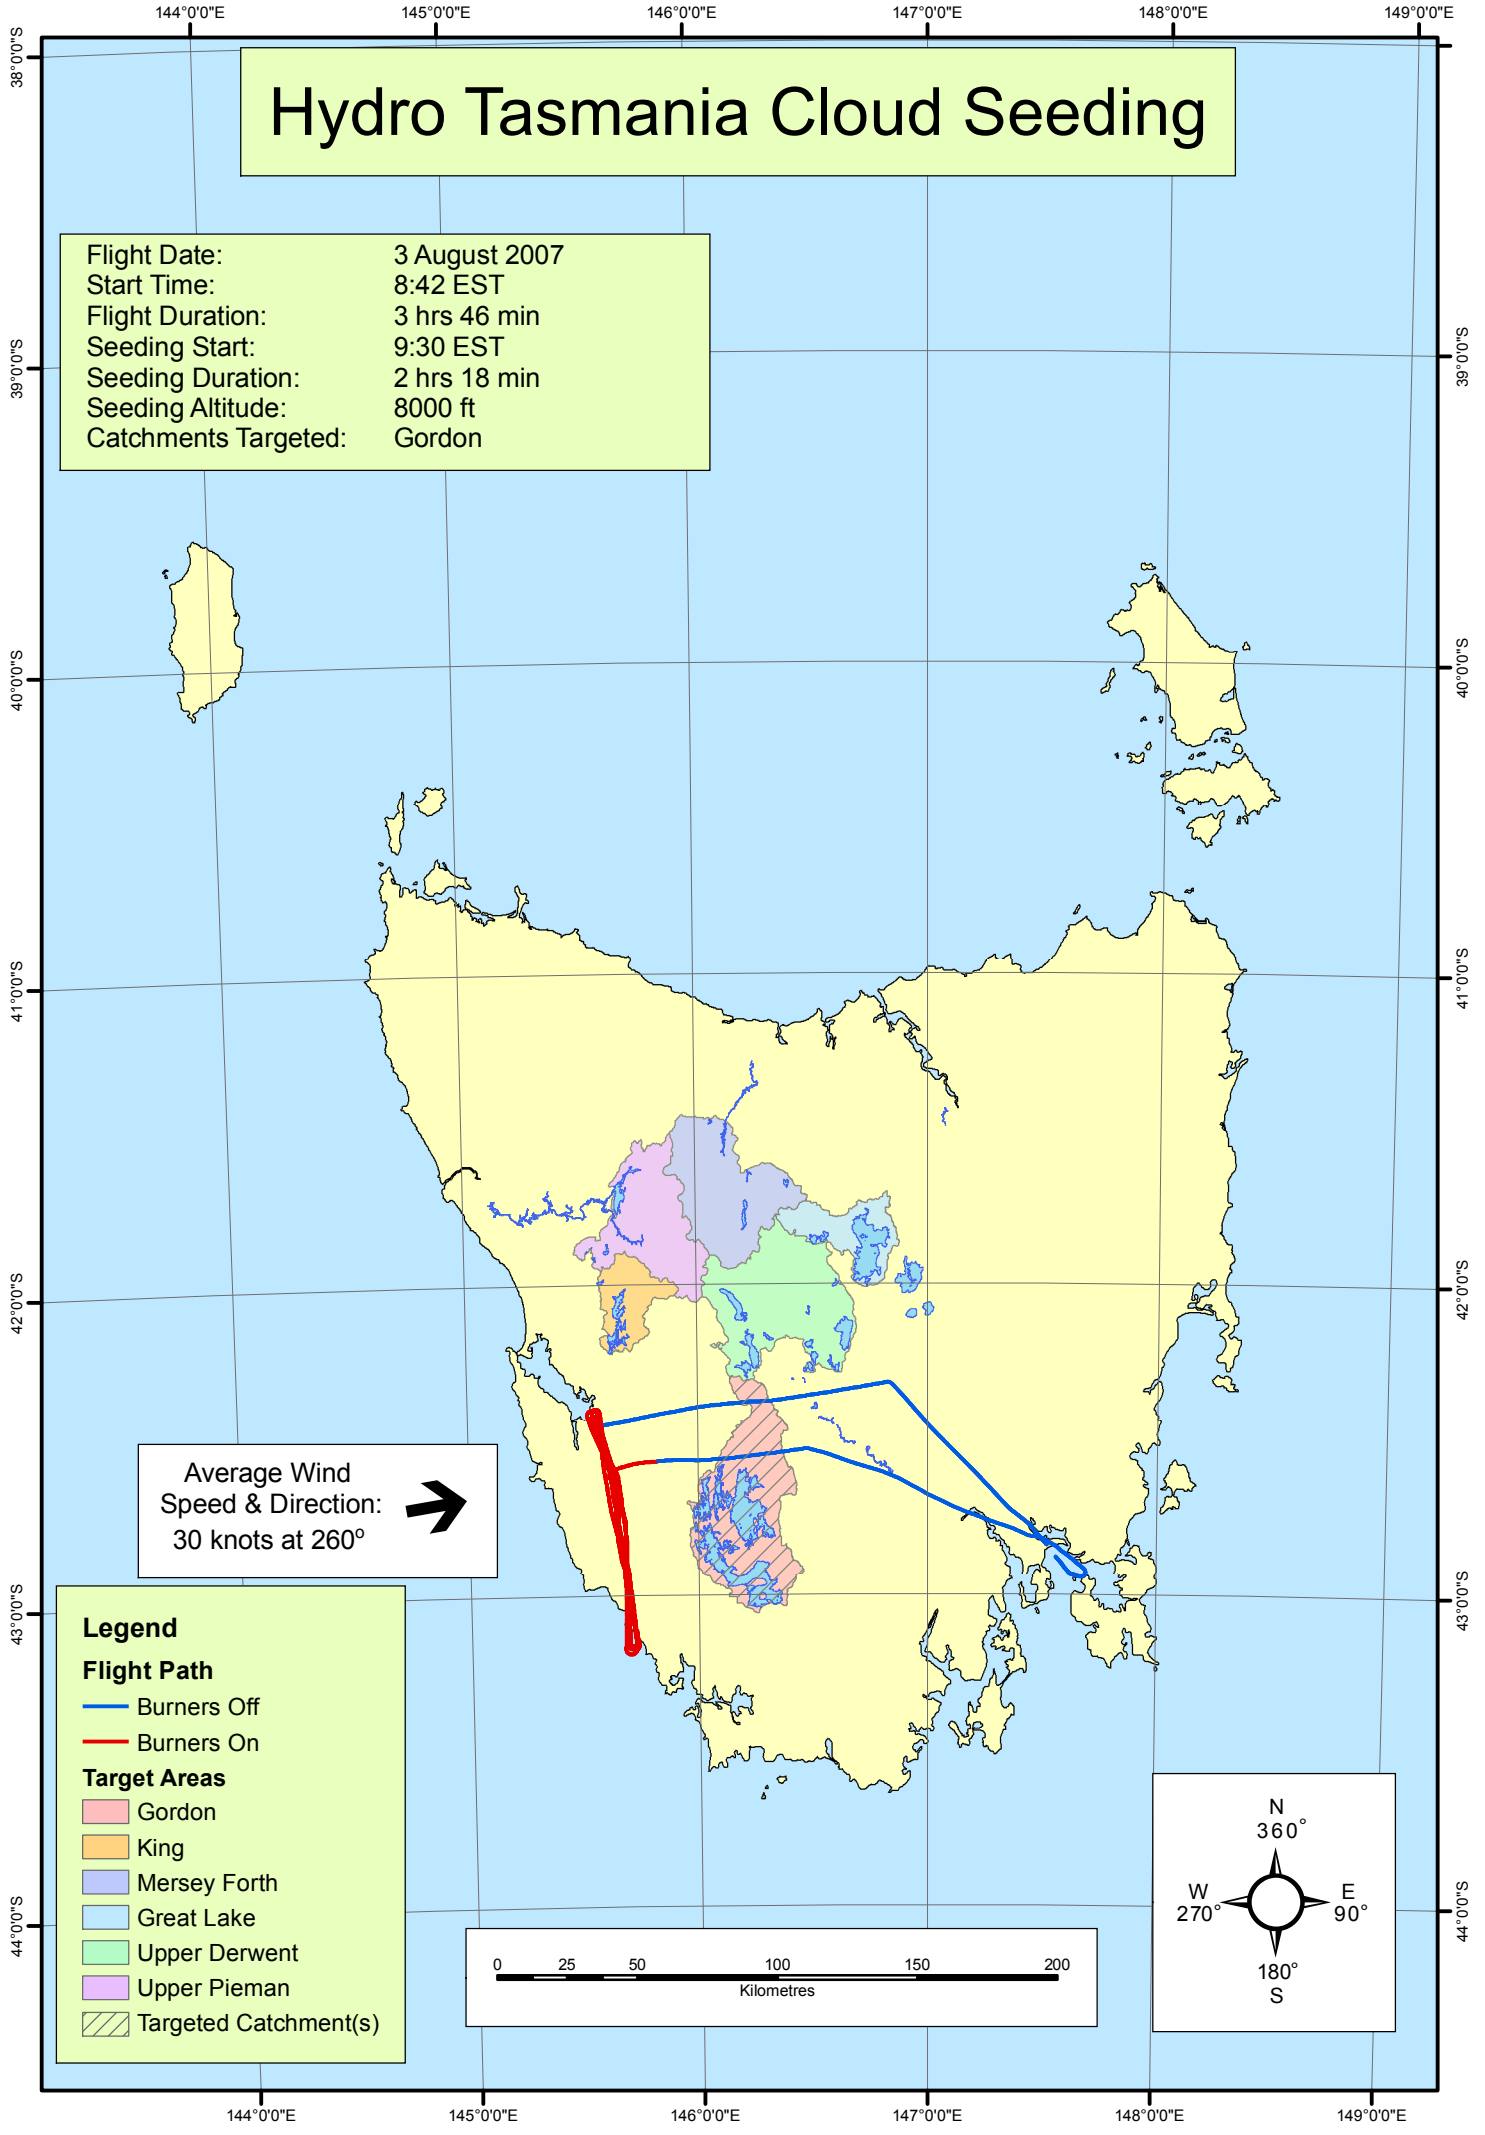 144°0'0"E 145°0'0"E 146°0'0"E 147°0'0"E 148°0'0"E 149°0'0"E
Hydro Tasmania Cloud Seeding
Flight Date: 3 August 2007
Start Time: 8:42 EST
Flight Duration: 3 hrs 46 min
Seeding Start: 9:30 EST
Seeding Duration: 2 hrs 18 min
Seeding Altitude: 8000 ft
Catchments Targeted: Gordon
38°0'0"S
39°0'0"S
40°0'0"S
41°0'0"S
42°0'0"S
43°0'0"S
44°0'0"S
39°0'0"S
40°0'0"S
41°0'0"S
42°0'0"S
43°0'0"S
44°0'0"S
Average Wind
Speed & Direction:
30 knots at 260°
Legend
Flight Path
Burners Off
Burners On
Target Areas
Gordon
King
Mersey Forth
Great Lake
Upper Derwent
Upper Pieman
Targeted Catchment(s)
0 25 50 100 150 200
Kilometres
N
360°
W E
270° 90°
180°
S
144°0'0"E 145°0'0"E 146°0'0"E 147°0'0"E 148°0'0"E 149°0'0"E